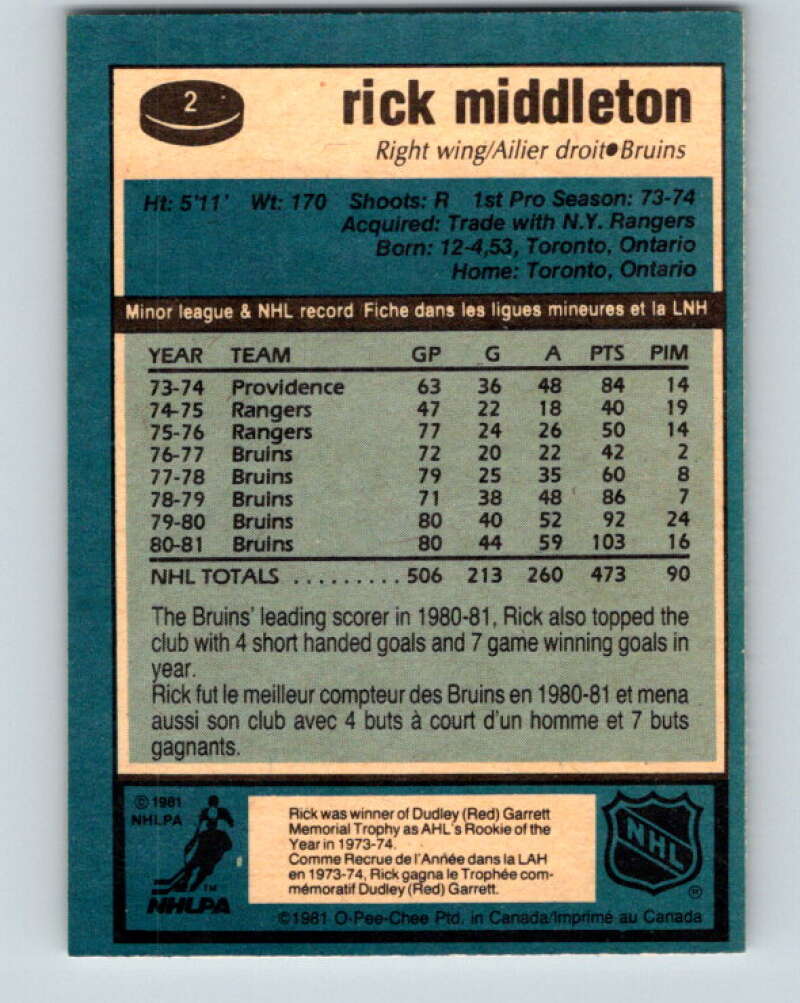 2
rick middleton
Right wing/Ailier droit•Bruins
Ht: 5'11' Wt: 170 Shoots: R 1st Pro Season: 73-74
Acquired: Trade with N.Y. Rangers
Born: 12-4,53, Toronto, Ontario
Home: Toronto, Ontario
Minor league & NHL record Fiche dans les ligues mineures et la LNH
YEAR TEAM GP G A PTS PIM
73-74 Providence 63 36 48 84 14
74-75 Rangers 47 22 18 40 19
75-76 Rangers 77 24 26 50 14
76-77 Bruins 72 20 22 42 2
77-78 Bruins 79 25 35 60 8
78-79 Bruins 71 38 48 86 7
79-80 Bruins 80 40 52 92 24
80-81 Bruins 80 44 59 103 16
NHL TOTALS ......... 506 213 260 473 90
The Bruins' leading scorer in 1980-81, Rick also topped the
club with 4 short handed goals and 7 game winning goals in
year.
Rick fut le meilleur compteur des Bruins en 1980-81 et mena
aussi son club avec 4 buts à court d'un homme et 7 buts
gagnants.
© 1981
NHLPA
TM
NHLPA
Rick was winner of Dudley (Red) Garrett
Memorial Trophy as AHL's Rookie of the
Year in 1973-74.
Comme Recrue de l'Année dans la LAH
en 1973-74, Rick gagna le Trophée com-
mémoratif Dudley (Red) Garrett.
NHL
®
©1981 O-Pee-Chee Ptd. in Canada/Imprimé au Canada